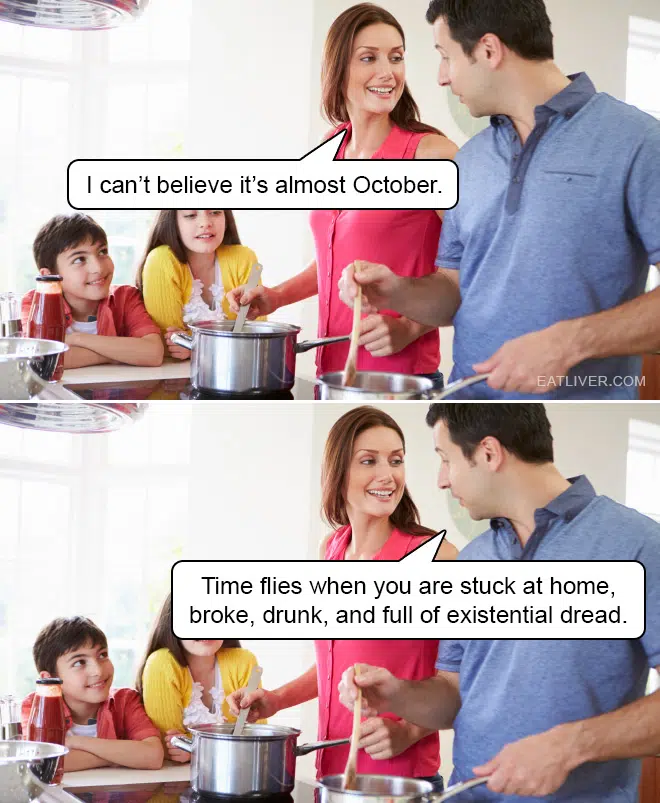 I can’t believe it’s almost October.
EATLIVER.COM
Time flies when you are stuck at home,
broke, drunk, and full of existential dread.